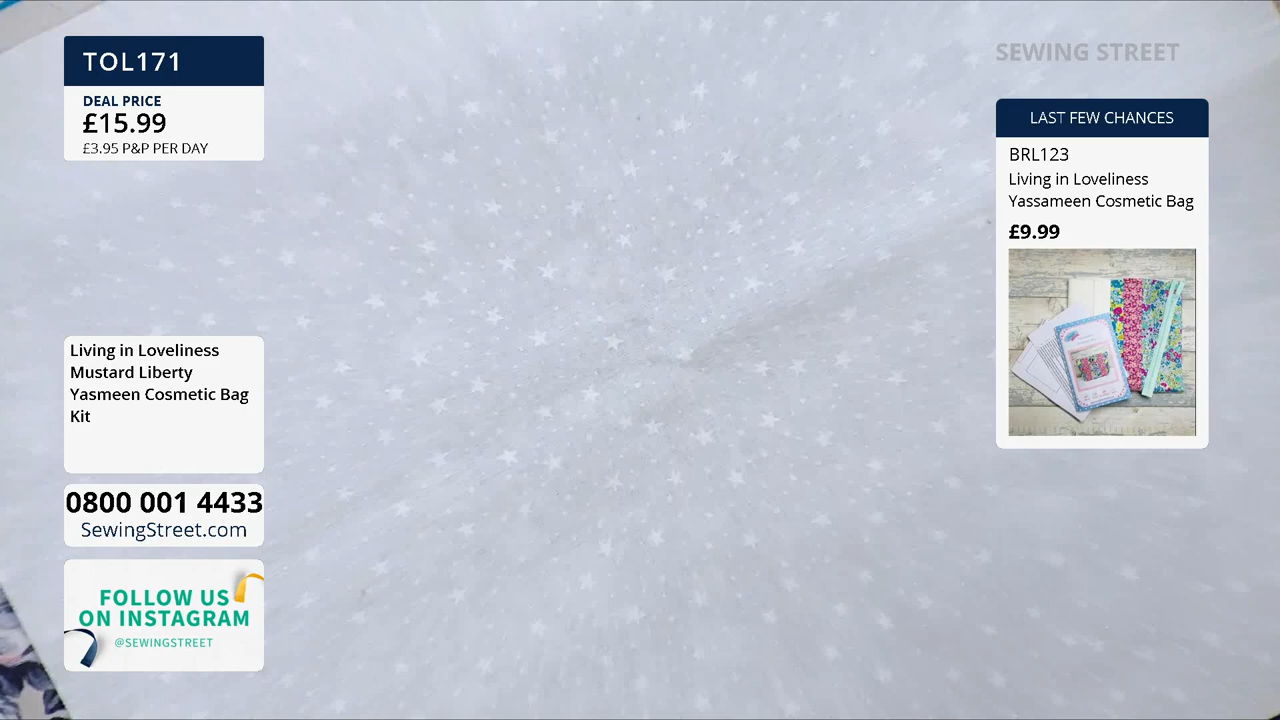 TOL171
DEAL PRICE
£15.99
£3.95 P&P PER DAY
Living in Loveliness
Mustard Liberty
Yasmeen Cosmetic Bag
Kit
0800 001 4433
SewingStreet.com
FOLLOW US
ON INSTAGRAM
@SEWINGSTREET
SEWING STREET
LAST FEW CHANCES
BRL123
Living in Loveliness
Yassameen Cosmetic Bag
£9.99